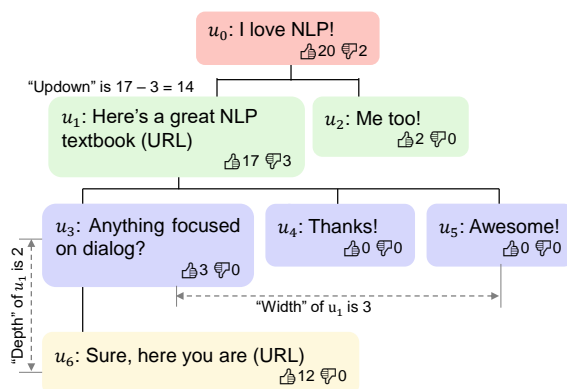 u₀: I love NLP!
👍20 👎2
“Updown” is 17 – 3 = 14
u₁: Here’s a great NLP
textbook (URL)
👍17 👎3
u₂: Me too!
👍2 👎0
u₃: Anything focused
on dialog?
👍3 👎0
u₄: Thanks!
👍0 👎0
u₅: Awesome!
👍0 👎0
“Depth” of u₁ is 2
“Width” of u₁ is 3
u₆: Sure, here you are (URL)
👍12 👎0